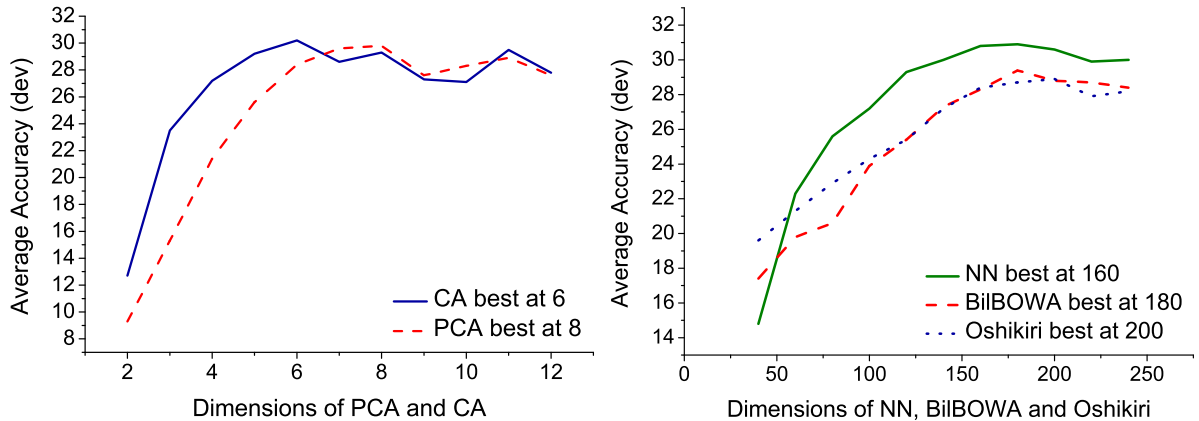 32
30
28
26
24
22
20
18
16
14
12
10
8
Average Accuracy (dev)
CA best at 6
PCA best at 8
2 4 6 8 10 12
Dimensions of PCA and CA
32
30
28
26
24
22
20
18
16
14
Average Accuracy (dev)
NN best at 160
BilBOWA best at 180
Oshikiri best at 200
0 50 100 150 200 250
Dimensions of NN, BilBOWA and Oshikiri